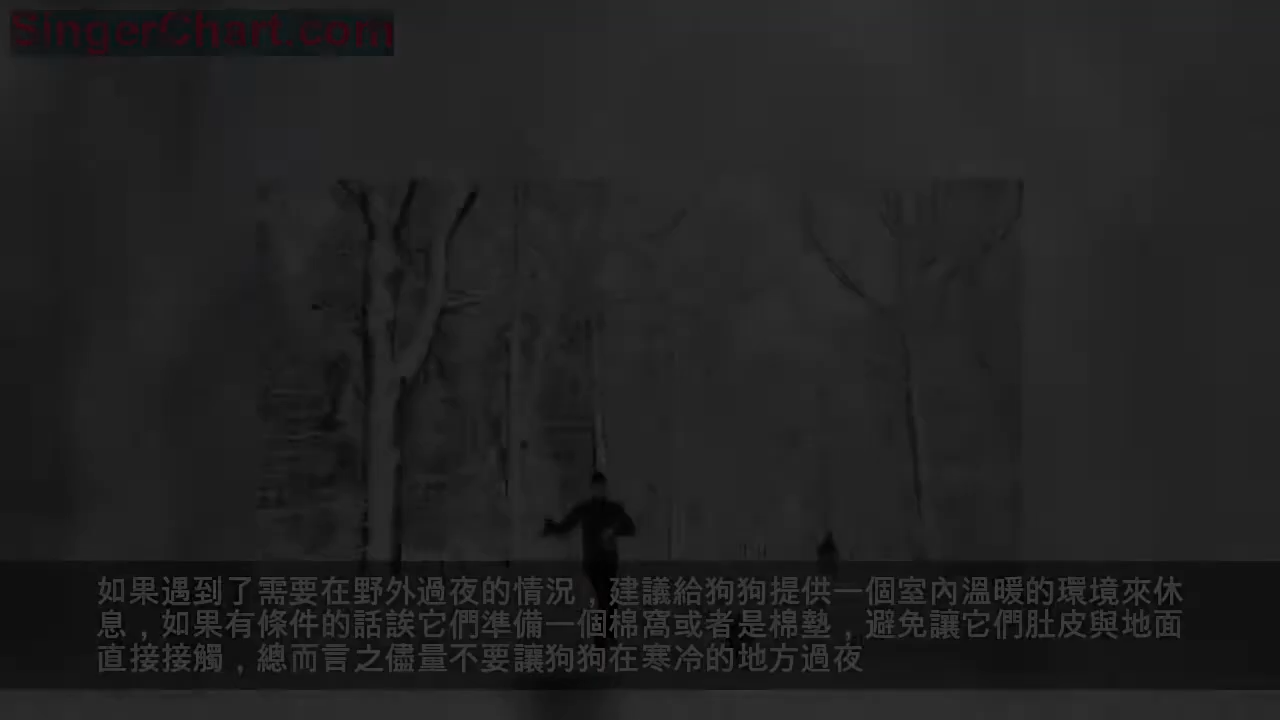 SingerChart.com
如果遇到了需要在野外過夜的情況，建議給狗狗提供一個室內溫暖的環境來休
息，如果有條件的話誒它們準備一個棉窩或者是棉墊，避免讓它們肚皮與地面
直接接觸，總而言之儘量不要讓狗狗在寒冷的地方過夜